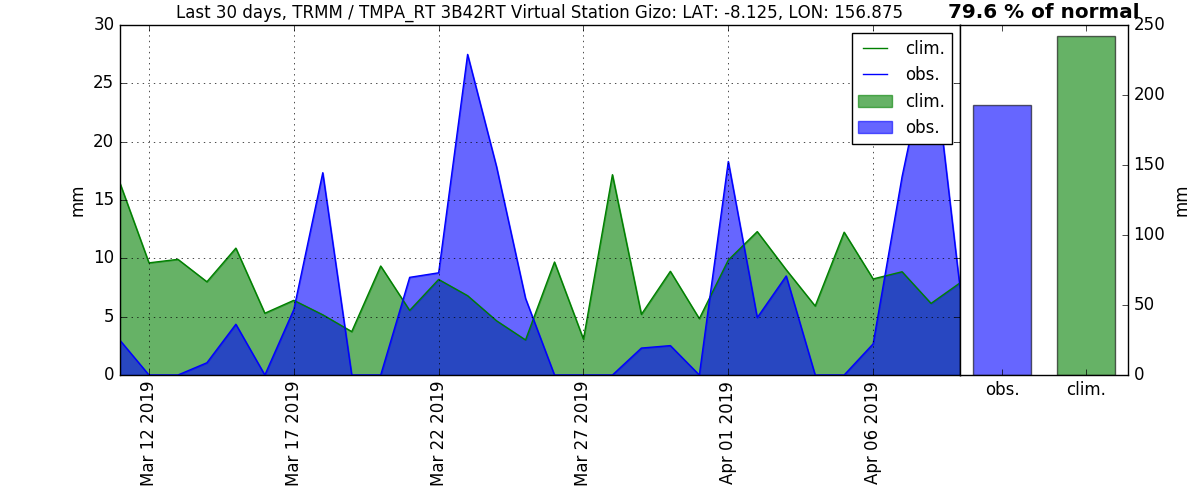 Last 30 days, TRMM / TMPA_RT 3B42RT Virtual Station Gizo: LAT: -8.125, LON: 156.875
79.6 % of normal
30
25
20
15
10
5
0
mm
clim.
obs.
clim.
obs.
250
200
150
100
50
0
mm
Mar 12 2019
Mar 17 2019
Mar 22 2019
Mar 27 2019
Apr 01 2019
Apr 06 2019
obs.
clim.